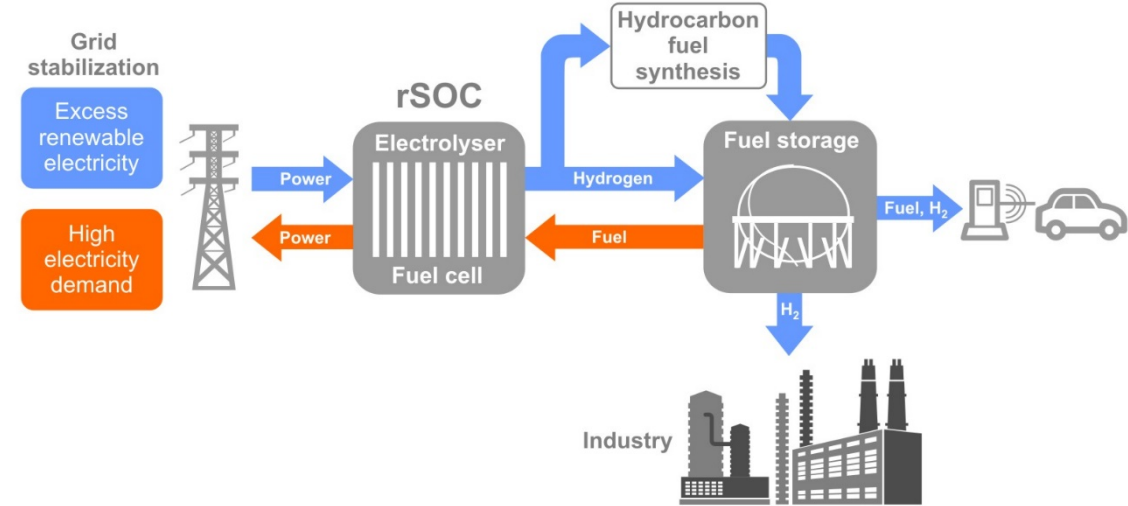 Grid
stabilization
Excess
renewable
electricity
High
electricity
demand
Power
Power
rSOC
Electrolyser
Fuel cell
Hydrocarbon
fuel
synthesis
Hydrogen
Fuel
Fuel storage
Fuel, H₂
H₂
Industry